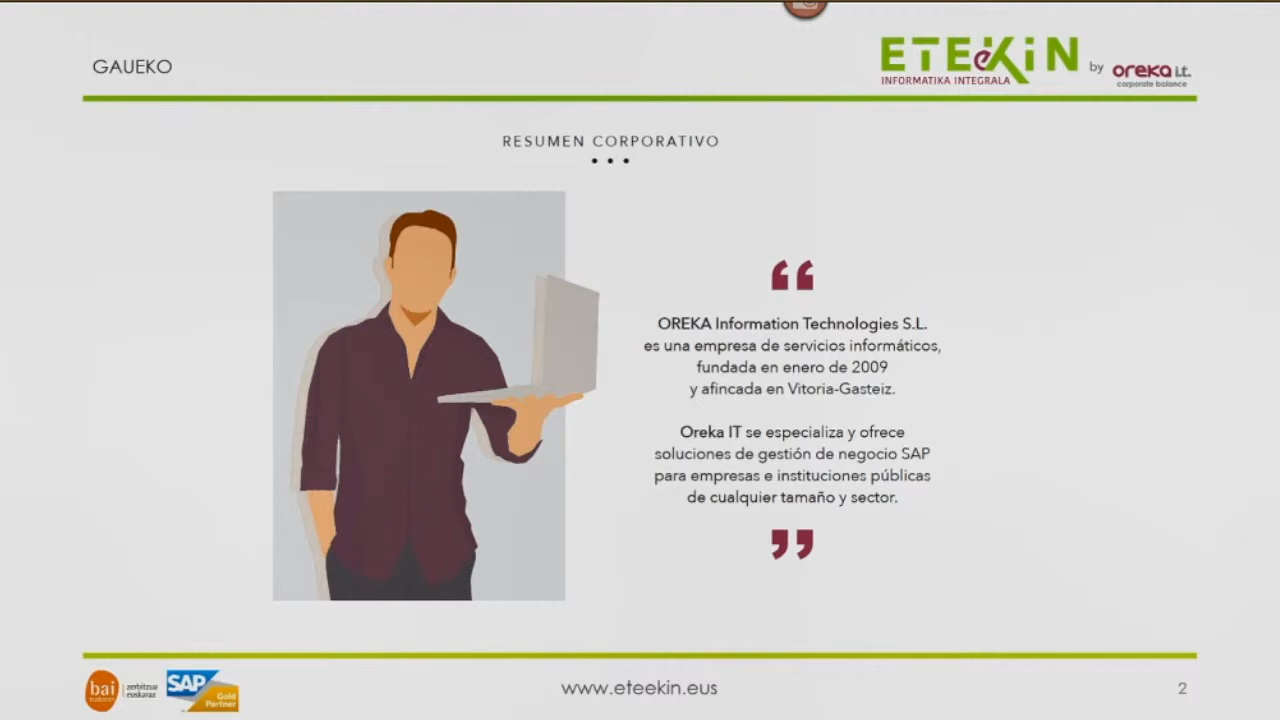 GAUEKO
ETEeKiN
INFORMATIKA INTEGRALA
by oreka i.t.
corporate balance
RESUMEN CORPORATIVO
OREKA Information Technologies S.L.
es una empresa de servicios informáticos,
fundada en enero de 2009
y afincada en Vitoria-Gasteiz.
Oreka IT se especializa y ofrece
soluciones de gestión de negocio SAP
para empresas e instituciones públicas
de cualquier tamaño y sector.
bai
zerbitzua
euskaraz
SAP
Gold
Partner
www.eteekin.eus
2